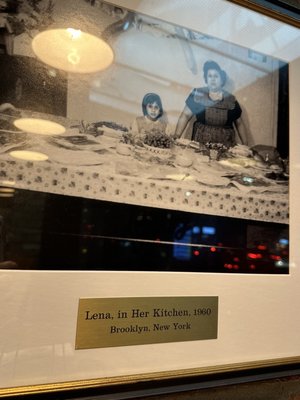 Lena, in Her Kitchen, 1960
Brooklyn, New York